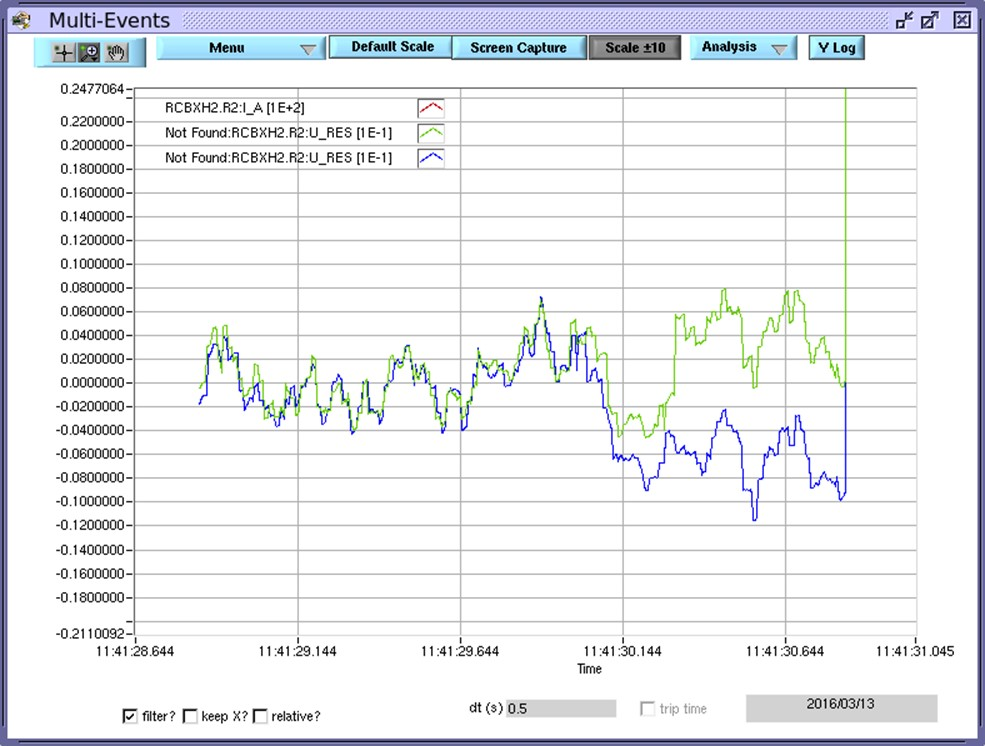 Multi-Events
Menu Default Scale Screen Capture Scale ±10 Analysis Y Log
RCBXH2.R2:I_A [1E+2]
Not Found:RCBXH2.R2:U_RES [1E-1]
Not Found:RCBXH2.R2:U_RES [1E-1]
0.2477064
0.2200000
0.2000000
0.1800000
0.1600000
0.1400000
0.1200000
0.1000000
0.0800000
0.0600000
0.0400000
0.0200000
0.0000000
-0.0200000
-0.0400000
-0.0600000
-0.0800000
-0.1000000
-0.1200000
-0.1400000
-0.1600000
-0.1800000
-0.2110092
11:41:28.644 11:41:29.144 11:41:29.644 11:41:30.144 11:41:30.644 11:41:31.045
Time
filter? keep X? relative? dt (s) 0.5 trip time 2016/03/13